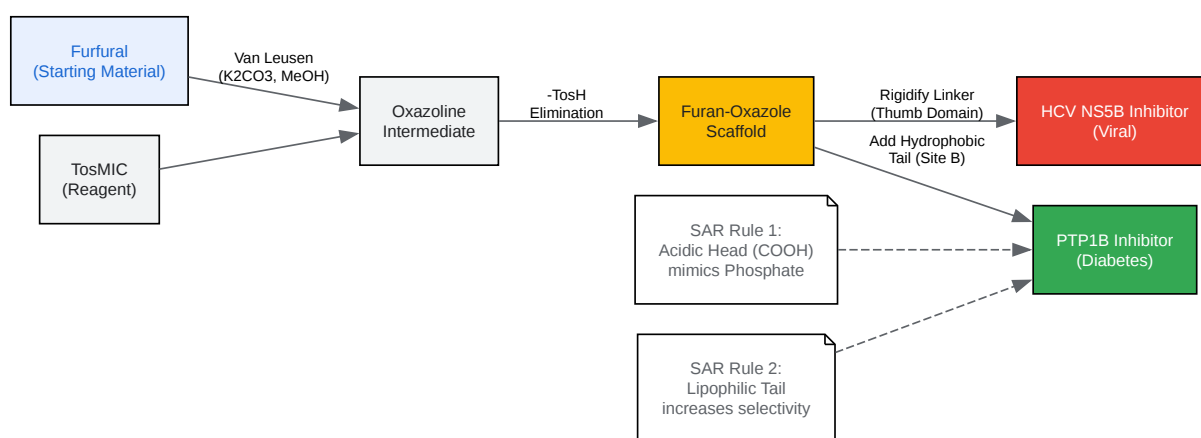 Furfural
(Starting Material)
Van Leusen
(K2CO3, MeOH)
TosMIC
(Reagent)
Oxazoline
Intermediate
-TosH
Elimination
Furan-Oxazole
Scaffold
Rigidify Linker
(Thumb Domain)
Add Hydrophobic
Tail (Site B)
HCV NS5B Inhibitor
(Viral)
SAR Rule 1:
Acidic Head (COOH)
mimics Phosphate
PTP1B Inhibitor
(Diabetes)
SAR Rule 2:
Lipophilic Tail
increases selectivity